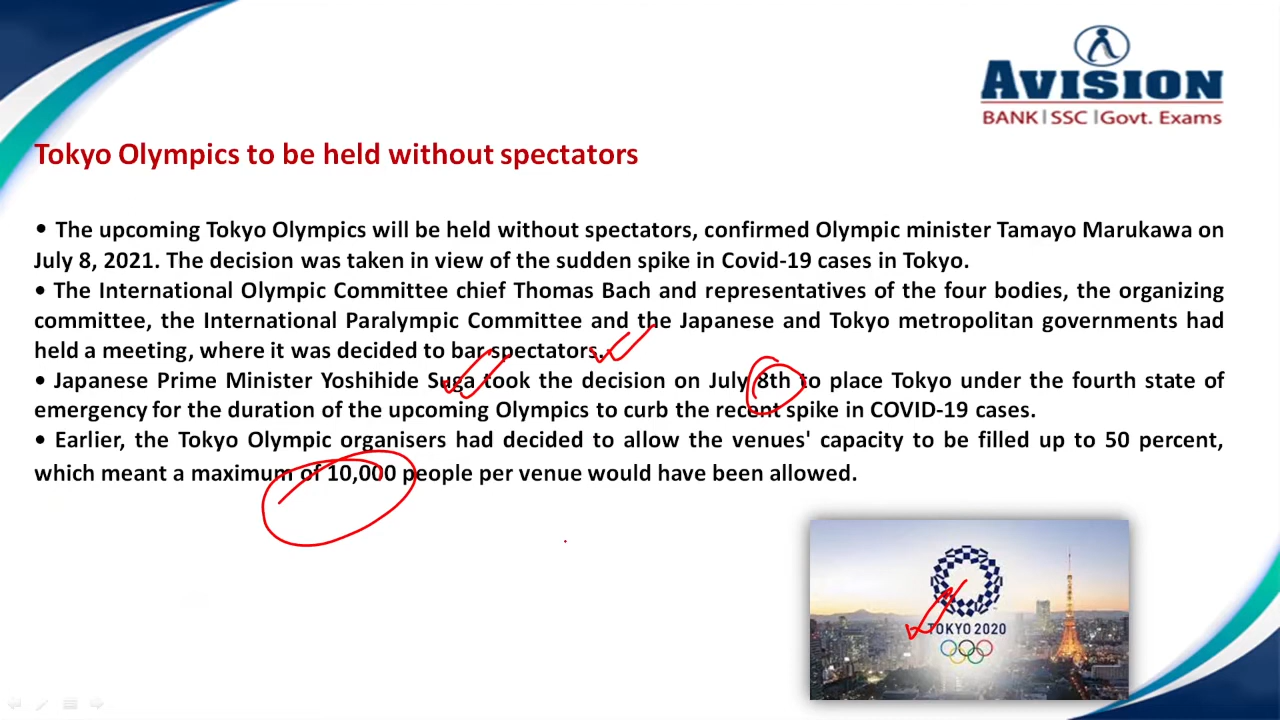 AVISION
BANK | SSC | Govt. Exams
Tokyo Olympics to be held without spectators
• The upcoming Tokyo Olympics will be held without spectators, confirmed Olympic minister Tamayo Marukawa on
July 8, 2021. The decision was taken in view of the sudden spike in Covid-19 cases in Tokyo.
• The International Olympic Committee chief Thomas Bach and representatives of the four bodies, the organizing
committee, the International Paralympic Committee and the Japanese and Tokyo metropolitan governments had
held a meeting, where it was decided to bar spectators.
• Japanese Prime Minister Yoshihide Suga took the decision on July 8th to place Tokyo under the fourth state of
emergency for the duration of the upcoming Olympics to curb the recent spike in COVID-19 cases.
• Earlier, the Tokyo Olympic organisers had decided to allow the venues' capacity to be filled up to 50 percent,
which meant a maximum of 10,000 people per venue would have been allowed.
TOKYO 2020